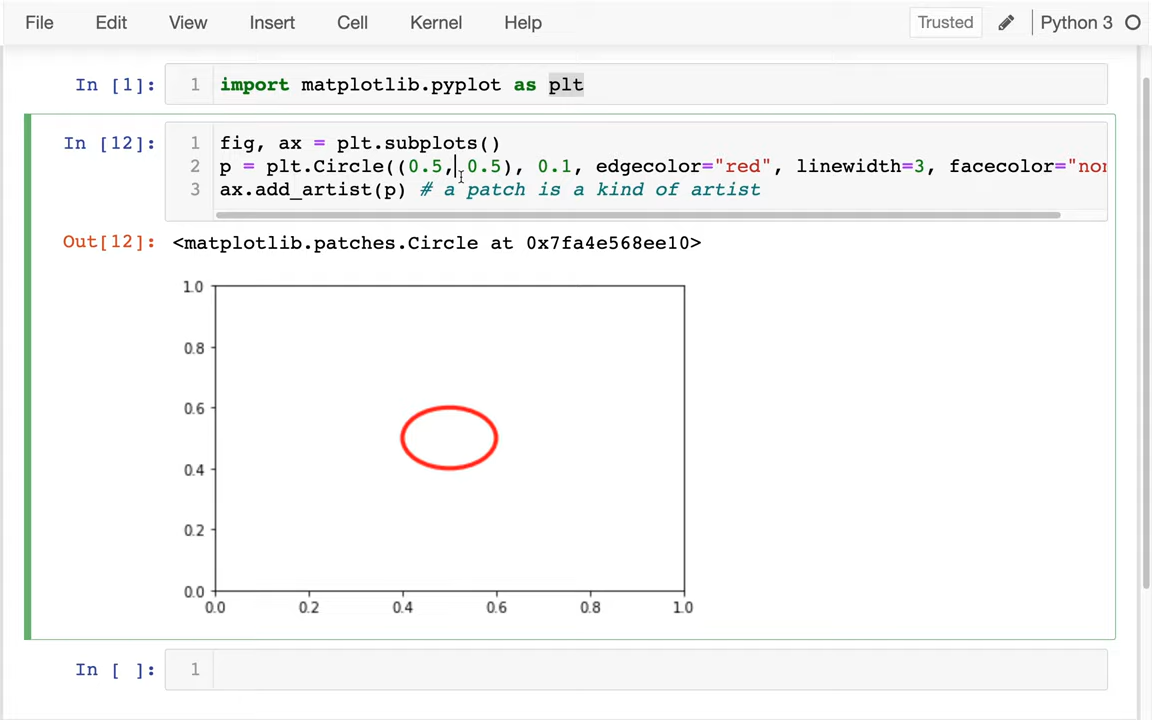 File Edit View Insert Cell Kernel Help Trusted Python 3
In [1]: 1 import matplotlib.pyplot as plt
In [12]: 1 fig, ax = plt.subplots()
2 p = plt.Circle((0.5, 0.5), 0.1, edgecolor="red", linewidth=3, facecolor="non
3 ax.add_artist(p) # a patch is a kind of artist
Out[12]: <matplotlib.patches.Circle at 0x7fa4e568ee10>
1.0
0.8
0.6
0.4
0.2
0.0
0.0 0.2 0.4 0.6 0.8 1.0
In [ ]: 1